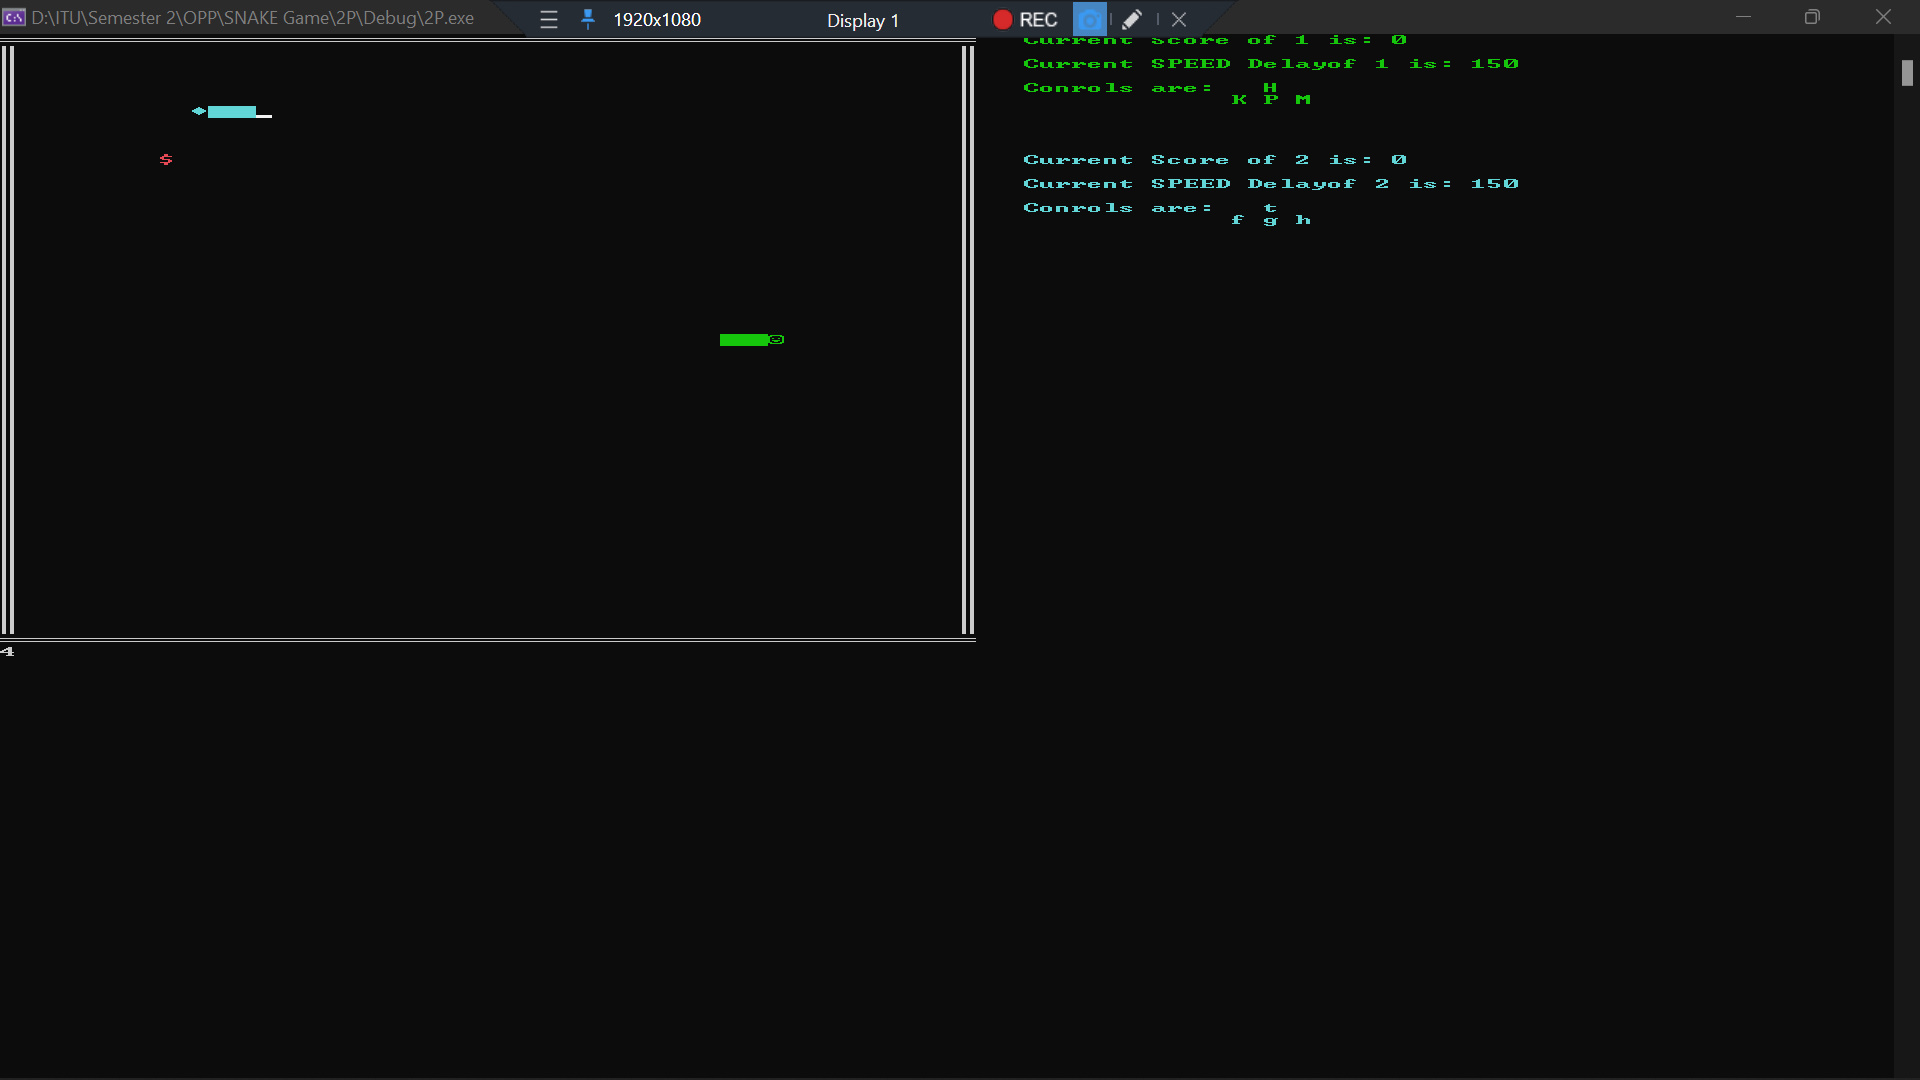 D:\ITU\Semester 2\OPP\SNAKE Game\2P\Debug\2P.exe
1920x1080 Display 1 REC
Current Score of 1 is: 0
Current SPEED Delayof 1 is: 150
Conrols are: H
K P M
Current Score of 2 is: 0
Current SPEED Delayof 2 is: 150
Conrols are: t
f g h
$
4